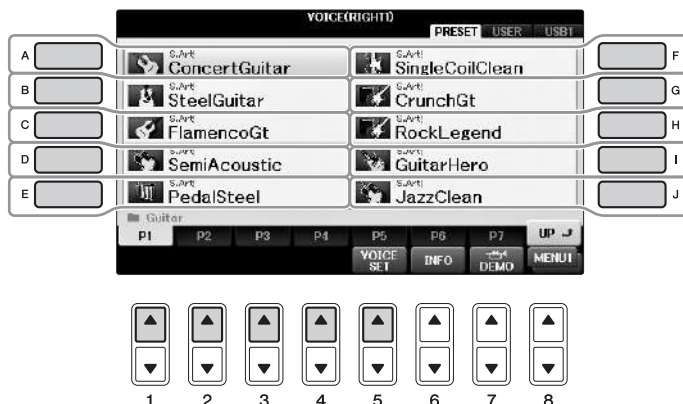 VOICE(RIGHT1)
PRESET USER USB1
A
S.Art!
ConcertGuitar
S.Art!
SingleCoilClean
F
B
S.Art!
SteelGuitar
S.Art!
CrunchGt
G
C
S.Art!
FlamencoGt
S.Art!
RockLegend
H
D
S.Art!
SemiAcoustic
S.Art!
GuitarHero
I
E
S.Art!
PedalSteel
S.Art!
JazzClean
J
Guitar
P1 P2 P3 P4 P5 P6 P7 UP
VOICE SET
INFO
DEMO
MENU1
1 2 3 4 5 6 7 8